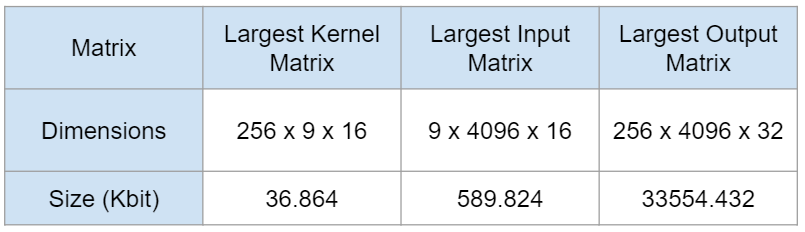 Matrix
Largest Kernel
Matrix
Largest Input
Matrix
Largest Output
Matrix
Dimensions
256 x 9 x 16
9 x 4096 x 16
256 x 4096 x 32
Size (Kbit)
36.864
589.824
33554.432